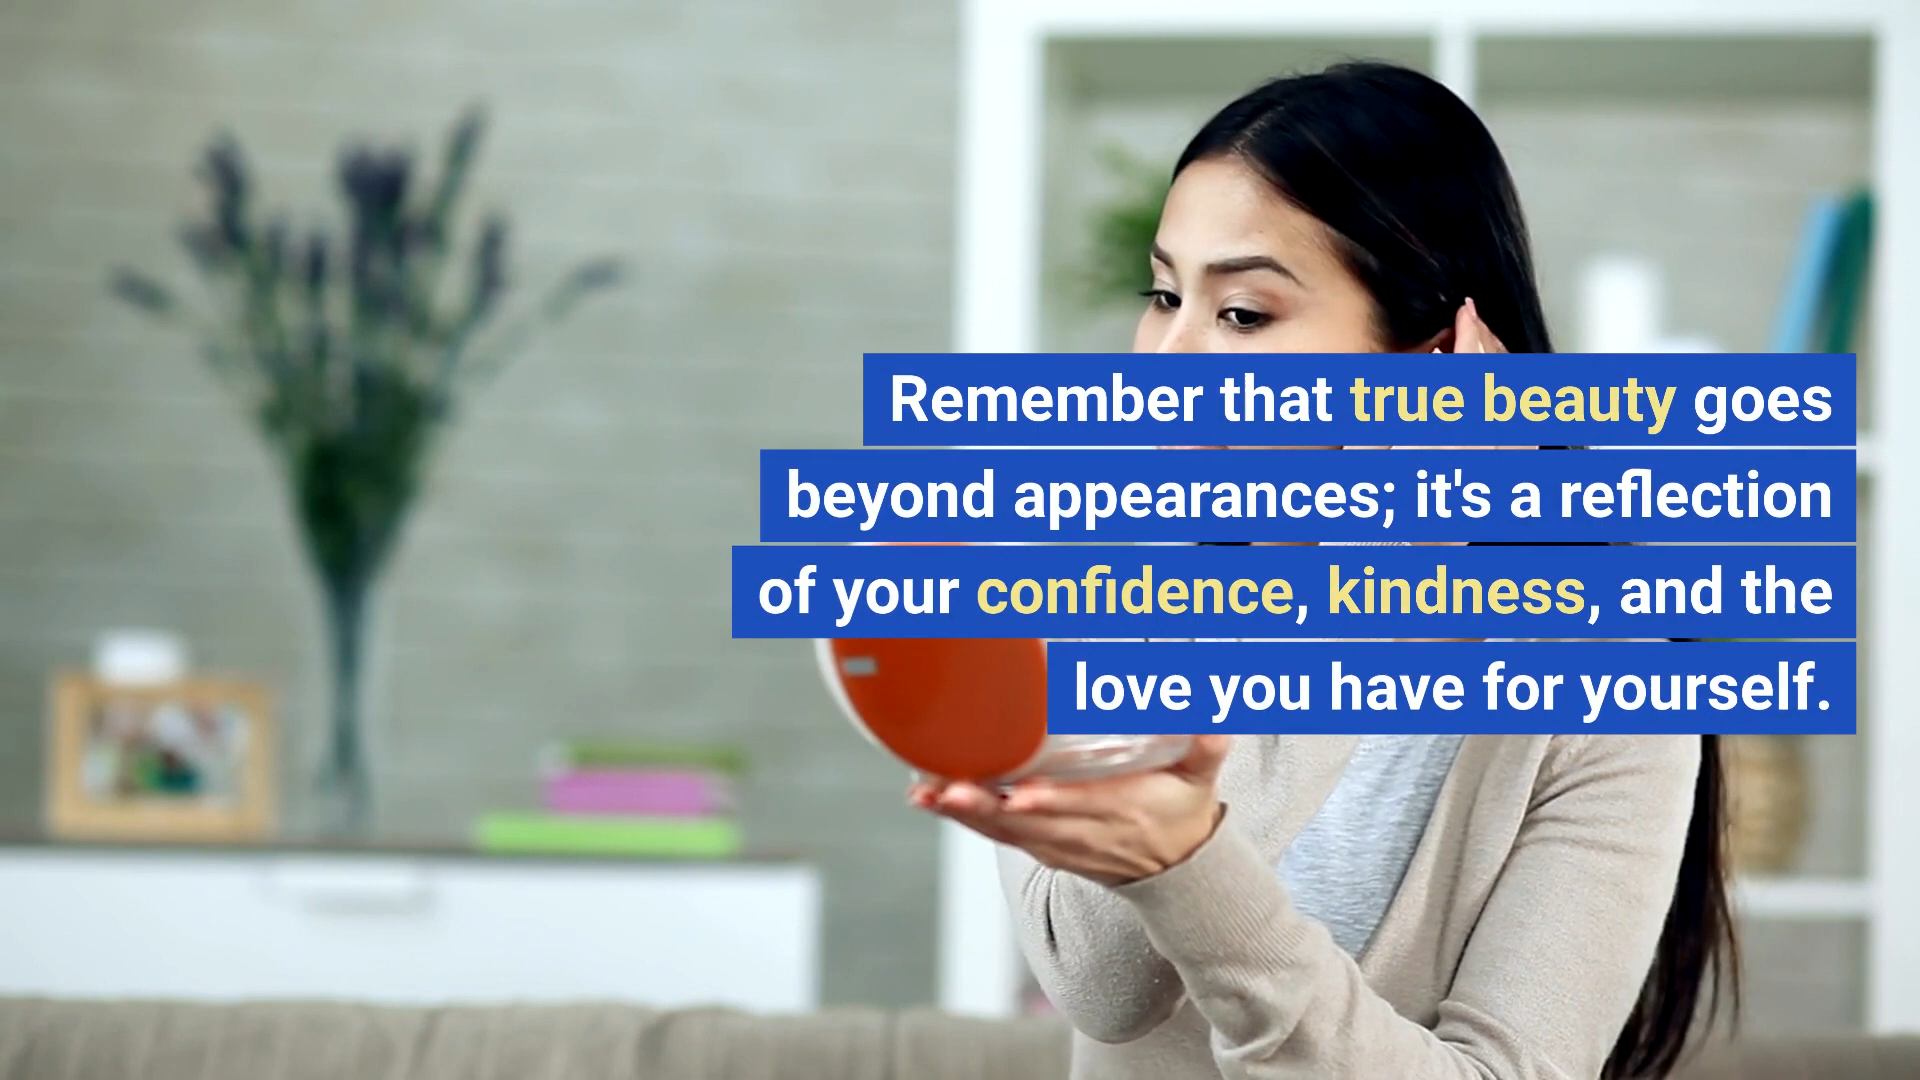 Remember that true beauty goes
beyond appearances; it's a reflection
of your confidence, kindness, and the
love you have for yourself.